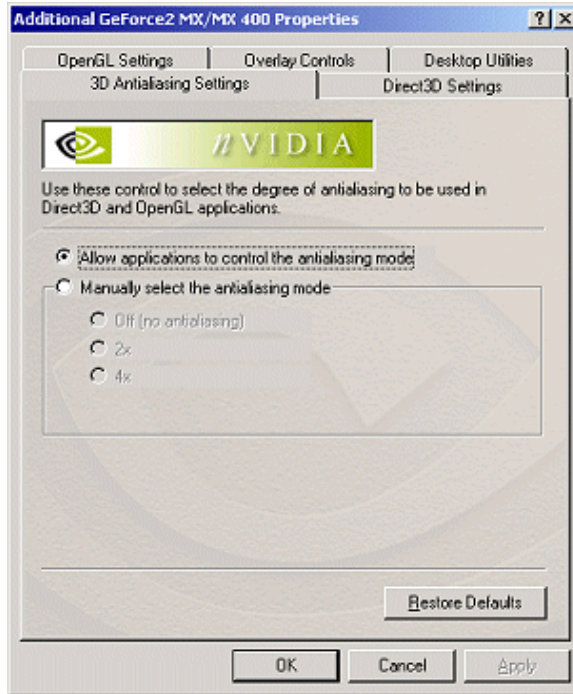 Additional GeForce2 MX/MX 400 Properties
OpenGL Settings
Overlay Controls
Desktop Utilities
3D Antialiasing Settings
Direct3D Settings
nVIDIA
Use these control to select the degree of antialiasing to be used in
Direct3D and OpenGL applications.
Allow applications to control the antialiasing mode
Manually select the antialiasing mode
Off (no antialiasing)
2x
4x
Restore Defaults
OK
Cancel
Apply